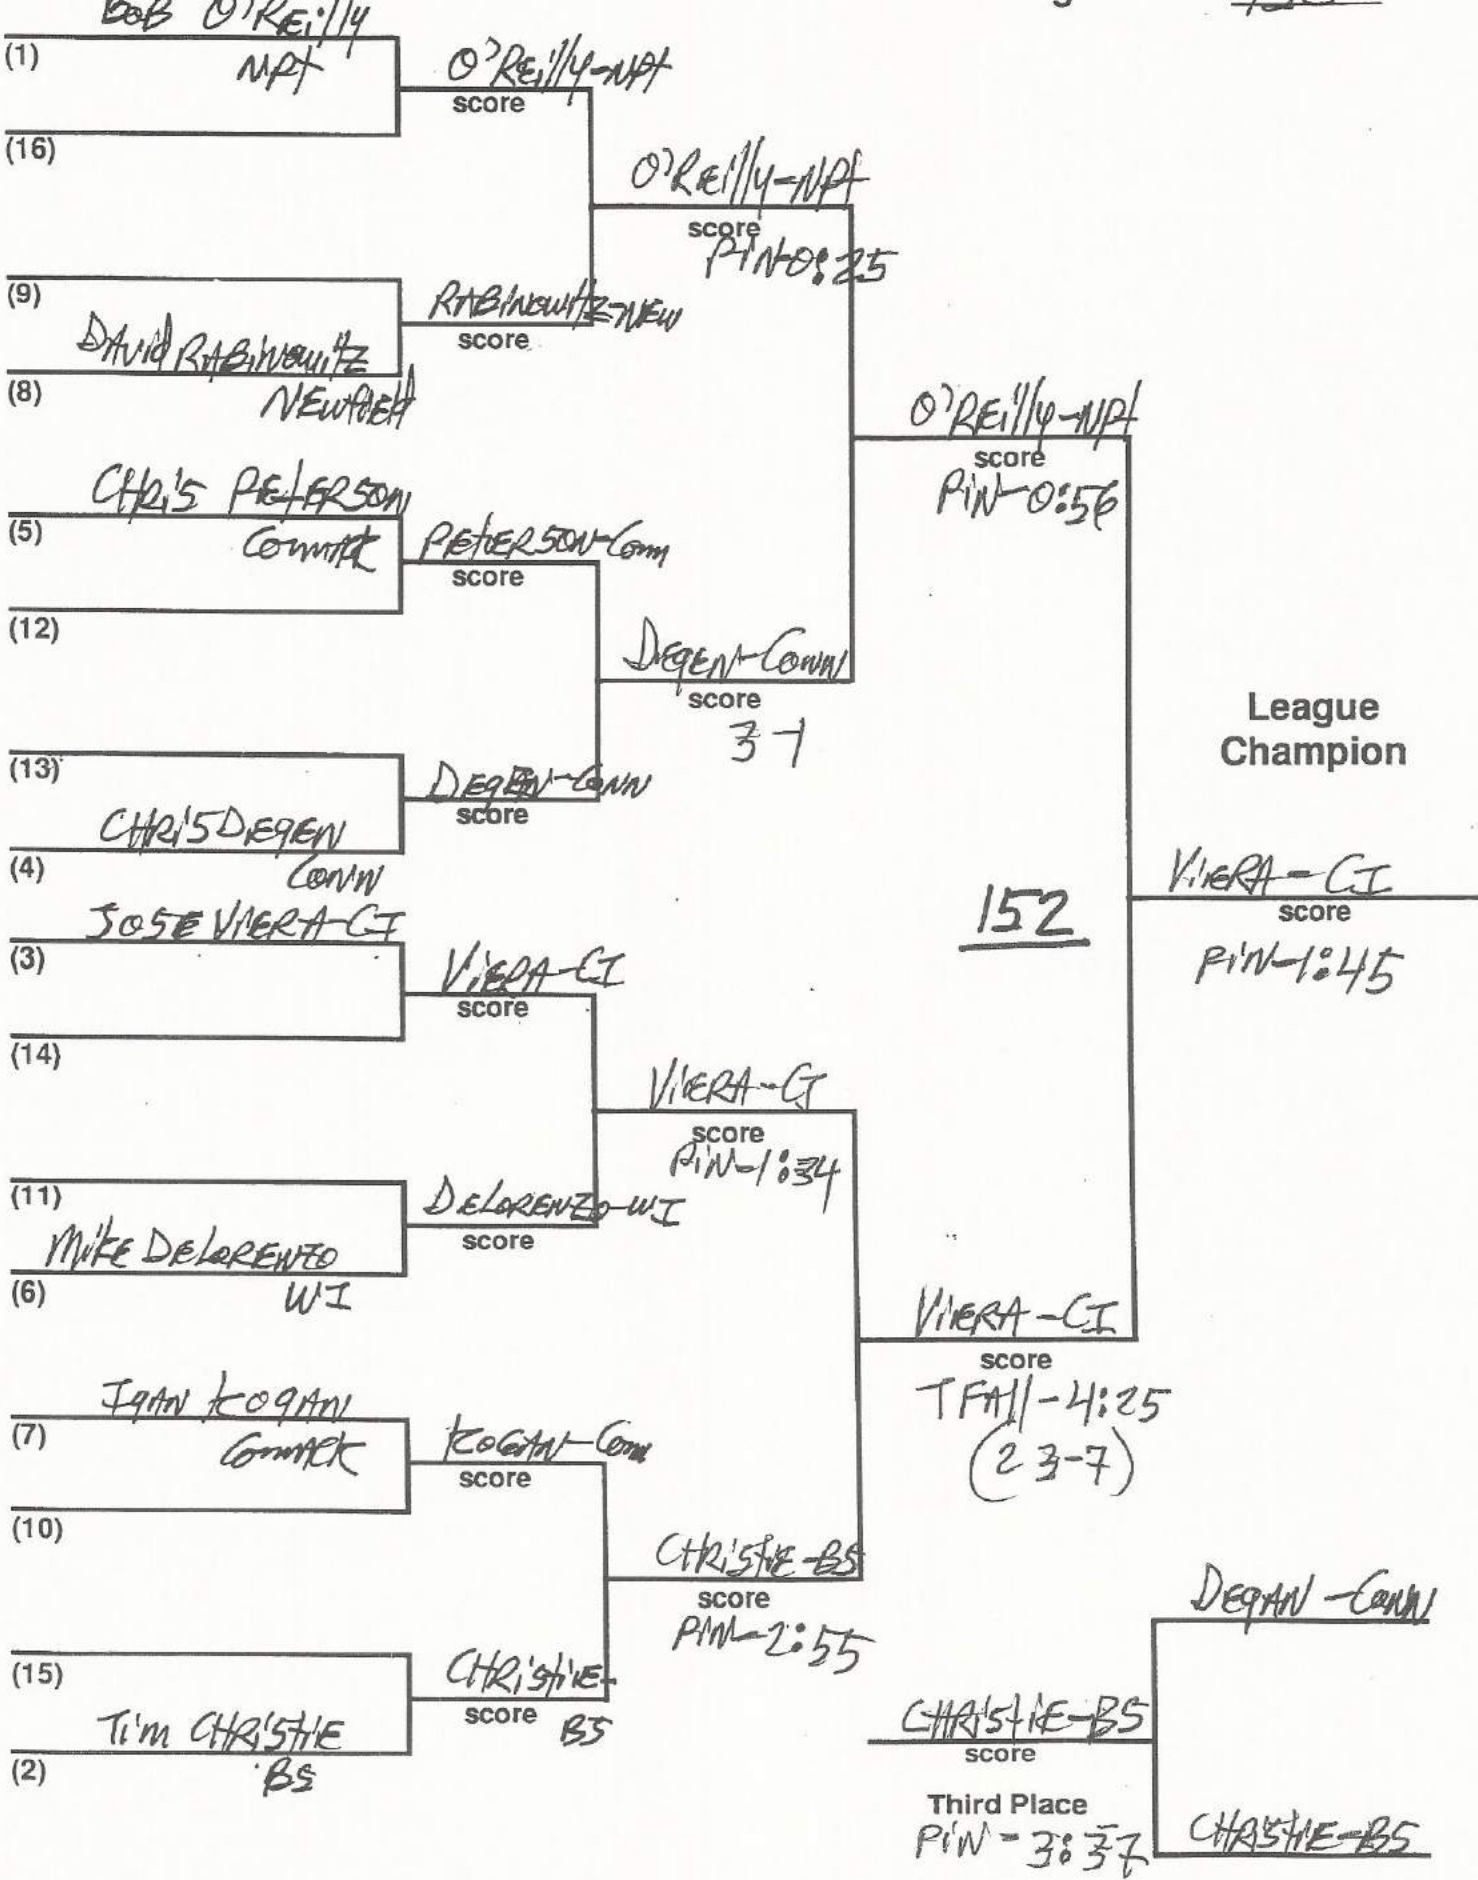 BOB O'REilly
(1)
NPt
O'REilly-NPt
score
(16)
O'REilly-NPt
score
PiN-0:25
(9)
RABiNOwitz-NEW
score
DAvid RABiNOwitz
(8)
NEWfiEld
O'REilly-NPt
score
PiN-0:56
CHRiS PEtERSON
(5)
COMMACK
PEtERSON-Comm
score
(12)
DEgEN-CONN
score
3-1
(13)
DEgEN-CONN
score
CHRiS DEgEN
(4)
CONN
League
Champion
JOSE ViERA-CI
(3)
ViERA-CI
score
152
ViERA-CI
score
PiN-1:45
(14)
ViERA-CI
score
PiN-1:34
(11)
DELORENZO-WI
score
MiKE DELORENZO
(6)
WI
ViERA-CI
score
TFAll-4:25
(23-7)
IgAN KOgAN
(7)
COMMACK
KOGAN-Comm
score
(10)
CHRiStiE-BS
score
PiN-2:55
(15)
CHRiStiE-
score
BS
Tim CHRiStiE
(2)
BS
DEgAN-CONN
CHRiStiE-BS
score
Third Place
PiN-3:37
CHRiStiE-BS